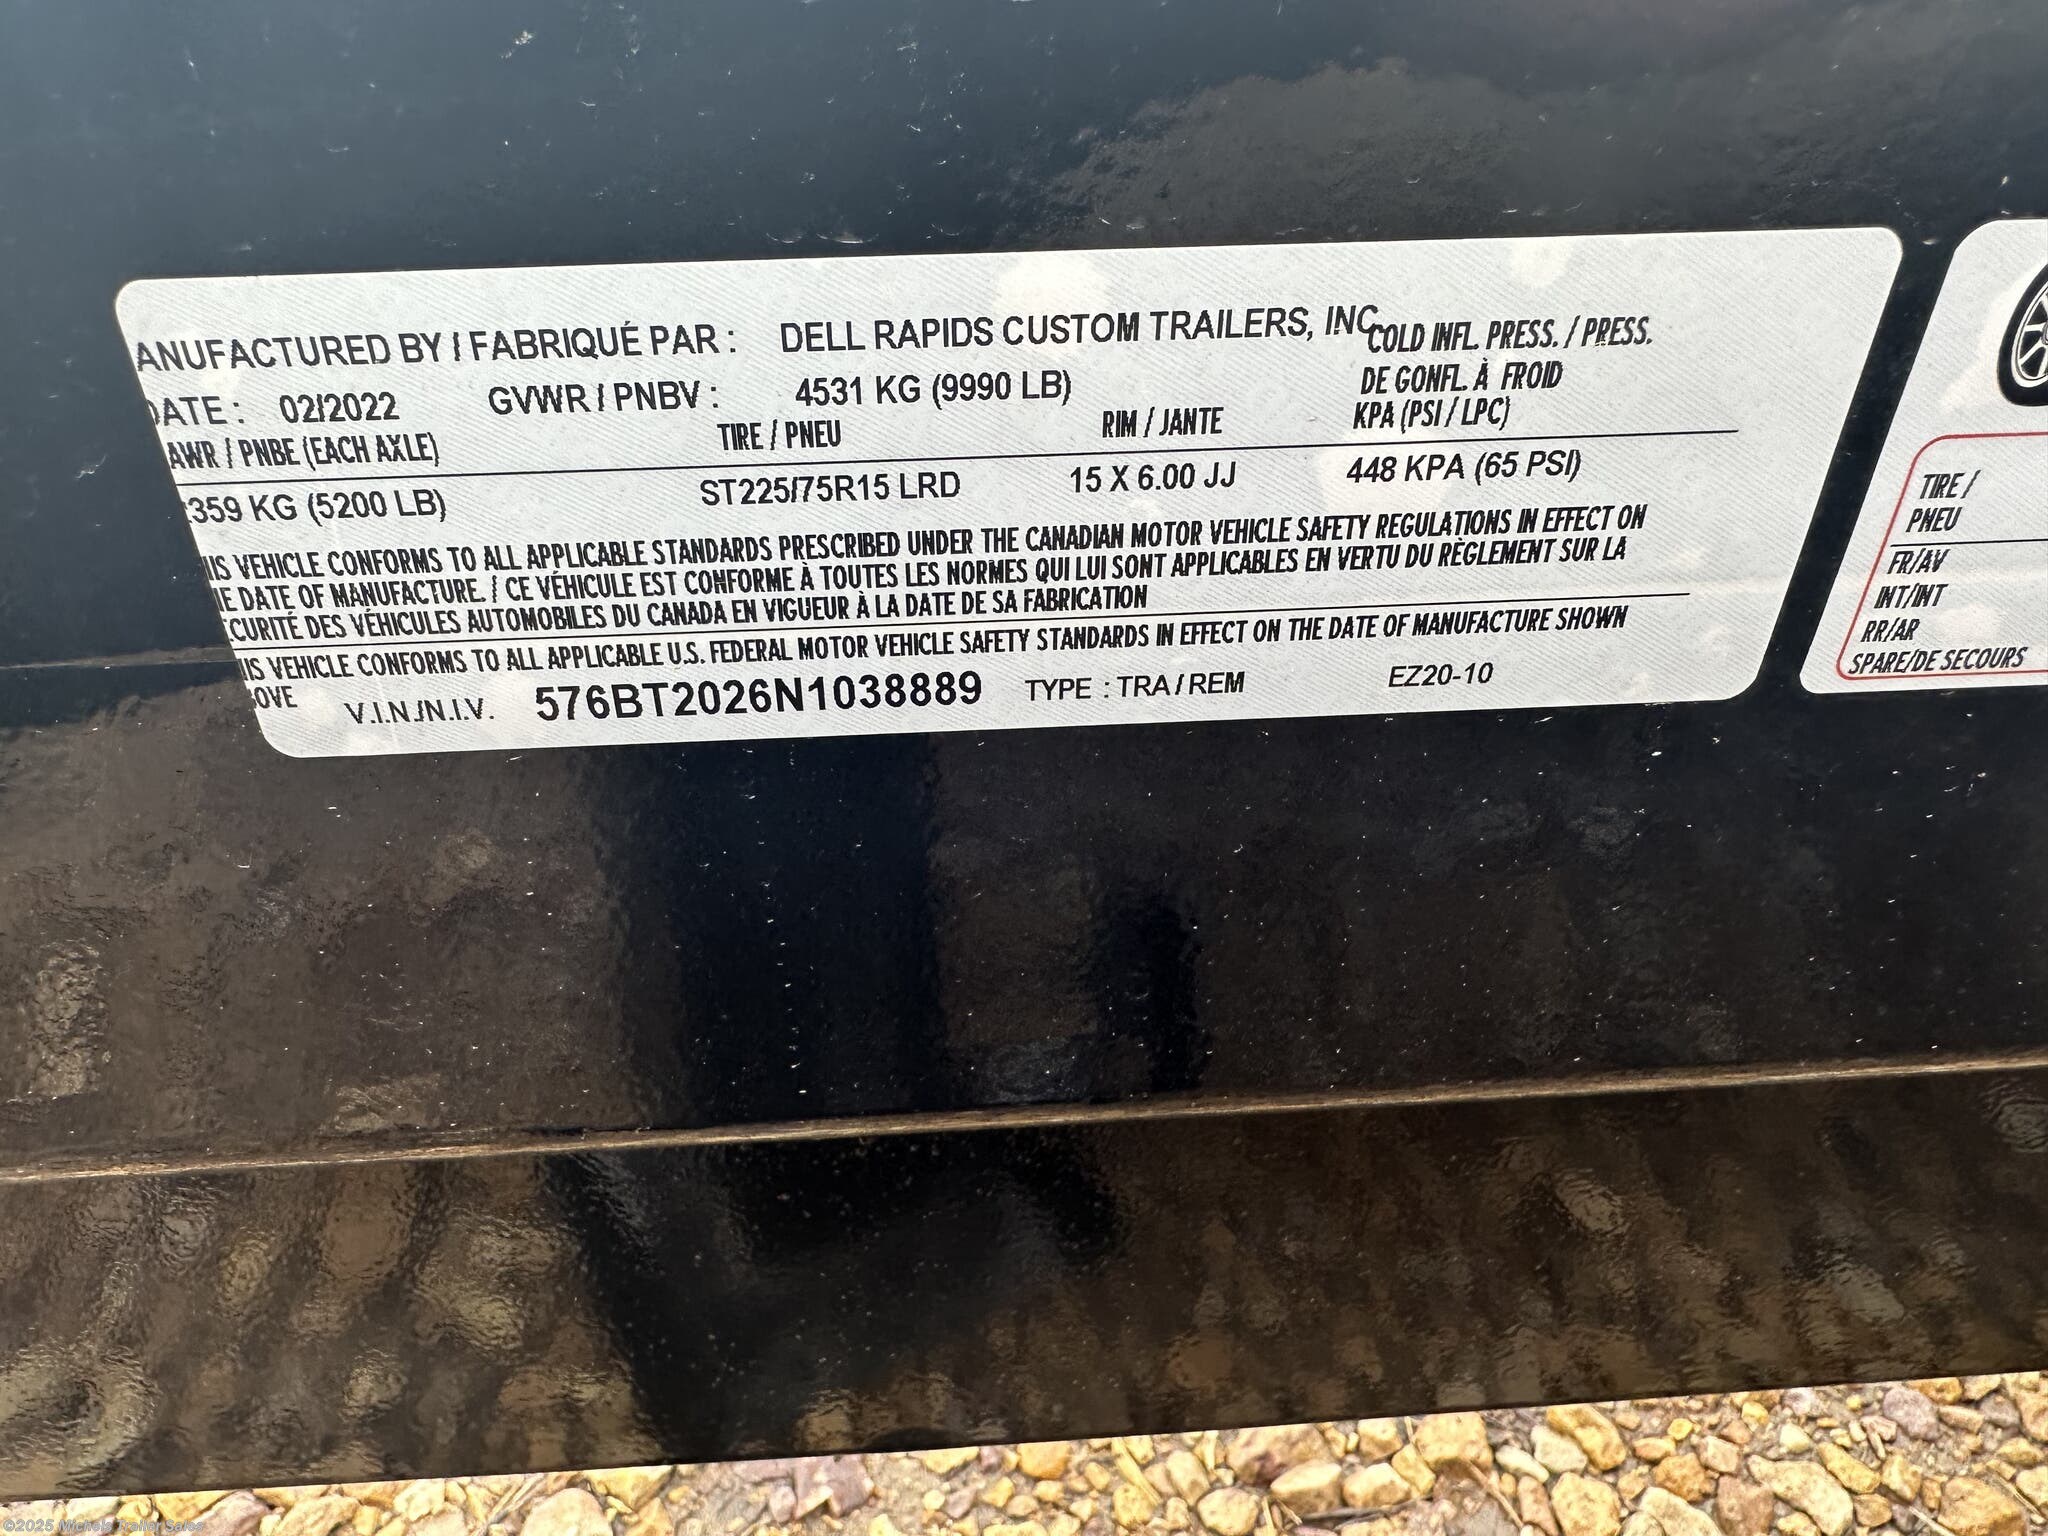 ANUFACTURED BY / FABRIQUÉ PAR : DELL RAPIDS CUSTOM TRAILERS, INC.
DATE : 02/2022 GVWR / PNBV : 4531 KG (9990 LB)
COLD INFL. PRESS. / PRESS.
DE GONFL. À FROID
KPA (PSI / LPC)
AWR / PNBE (EACH AXLE) TIRE / PNEU RIM / JANTE
2359 KG (5200 LB) ST225/75R15 LRD 15 X 6.00 JJ 448 KPA (65 PSI)
IS VEHICLE CONFORMS TO ALL APPLICABLE STANDARDS PRESCRIBED UNDER THE CANADIAN MOTOR VEHICLE SAFETY REGULATIONS IN EFFECT ON
E DATE OF MANUFACTURE. / CE VÉHICULE EST CONFORME À TOUTES LES NORMES QUI LUI SONT APPLICABLES EN VERTU DU RÈGLEMENT SUR LA
CURITÉ DES VÉHICULES AUTOMOBILES DU CANADA EN VIGUEUR À LA DATE DE SA FABRICATION
IS VEHICLE CONFORMS TO ALL APPLICABLE U.S. FEDERAL MOTOR VEHICLE SAFETY STANDARDS IN EFFECT ON THE DATE OF MANUFACTURE SHOWN
OVE V.I.N./N.I.V. 576BT2026N1038889 TYPE : TRA / REM EZ20-10
TIRE /
PNEU
FR/AV
INT/INT
RR/AR
SPARE/DE SECOURS
©2025 Michels Trailer Sales